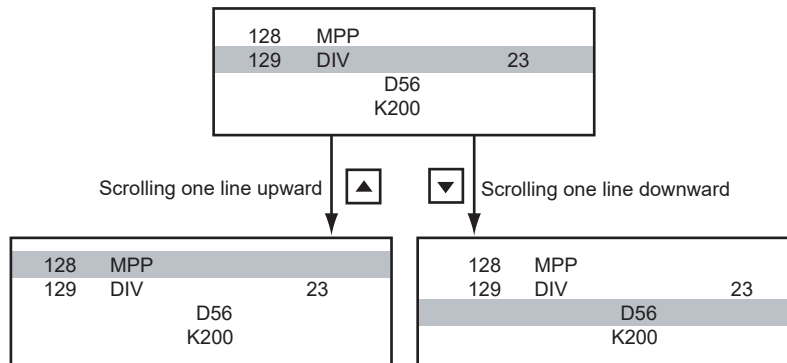 128 MPP
129 DIV 23
D56
K200
Scrolling one line upward
Scrolling one line downward
128 MPP
129 DIV 23
D56
K200
128 MPP
129 DIV 23
D56
K200